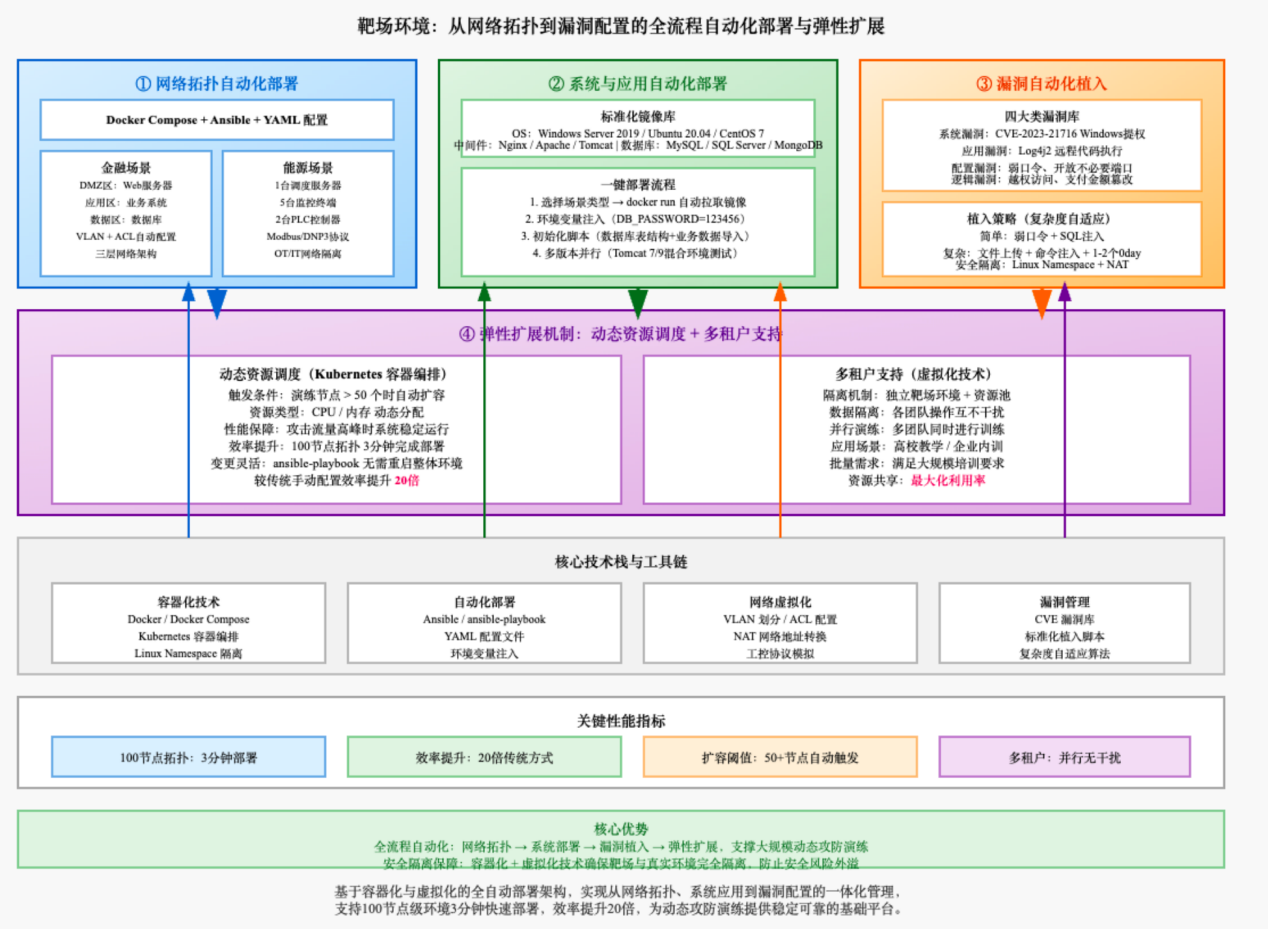 靶场环境：从网络拓扑到漏洞配置的全流程自动化部署与弹性扩展
① 网络拓扑自动化部署
Docker Compose + Ansible + YAML 配置
金融场景
DMZ区：Web服务器
应用区：业务系统
数据区：数据库
VLAN + ACL自动配置
三层网络架构
能源场景
1台调度服务器
5台监控终端
2台PLC控制器
Modbus/DNP3协议
OT/IT网络隔离
② 系统与应用自动化部署
标准化镜像库
OS：Windows Server 2019 / Ubuntu 20.04 / CentOS 7
中间件：Nginx / Apache / Tomcat | 数据库：MySQL / SQL Server / MongoDB
一键部署流程
1. 选择场景类型 → docker run 自动拉取镜像
2. 环境变量注入（DB_PASSWORD=123456）
3. 初始化脚本（数据库表结构+业务数据导入）
4. 多版本并行（Tomcat 7/9混合环境测试）
③ 漏洞自动化植入
四大类漏洞库
系统漏洞：CVE-2023-21716 Windows提权
应用漏洞：Log4j2 远程代码执行
配置漏洞：弱口令、开放不必要端口
逻辑漏洞：越权访问、支付金额篡改
植入策略（复杂度自适应）
简单：弱口令 + SQL注入
复杂：文件上传 + 命令注入 + 1-2个0day
安全隔离：Linux Namespace + NAT
④ 弹性扩展机制：动态资源调度 + 多租户支持
动态资源调度（Kubernetes 容器编排）
触发条件：演练节点 > 50 个时自动扩容
资源类型：CPU / 内存 动态分配
性能保障：攻击流量高峰时系统稳定运行
效率提升：100节点拓扑 3分钟完成部署
变更灵活：ansible-playbook 无需重启整体环境
较传统手动配置效率提升 20倍
多租户支持（虚拟化技术）
隔离机制：独立靶场环境 + 资源池
数据隔离：各团队操作互不干扰
并行演练：多团队同时进行训练
应用场景：高校教学 / 企业内训
批量需求：满足大规模培训要求
资源共享：最大化利用率
核心技术栈与工具链
容器化技术
Docker / Docker Compose
Kubernetes 容器编排
Linux Namespace 隔离
自动化部署
Ansible / ansible-playbook
YAML 配置文件
环境变量注入
网络虚拟化
VLAN 划分 / ACL 配置
NAT 网络地址转换
工控协议模拟
漏洞管理
CVE 漏洞库
标准化植入脚本
复杂度自适应算法
关键性能指标
100节点拓扑：3分钟部署
效率提升：20倍传统方式
扩容阈值：50+节点自动触发
多租户：并行无干扰
核心优势
全流程自动化：网络拓扑 → 系统部署 → 漏洞植入 → 弹性扩展，支撑大规模动态攻防演练
安全隔离保障：容器化 + 虚拟化技术确保靶场与真实环境完全隔离，防止安全风险外溢
基于容器化与虚拟化的全自动部署架构，实现从网络拓扑、系统应用到漏洞配置的一体化管理，
支持100节点级环境3分钟快速部署，效率提升20倍，为动态攻防演练提供稳定可靠的基础平台。